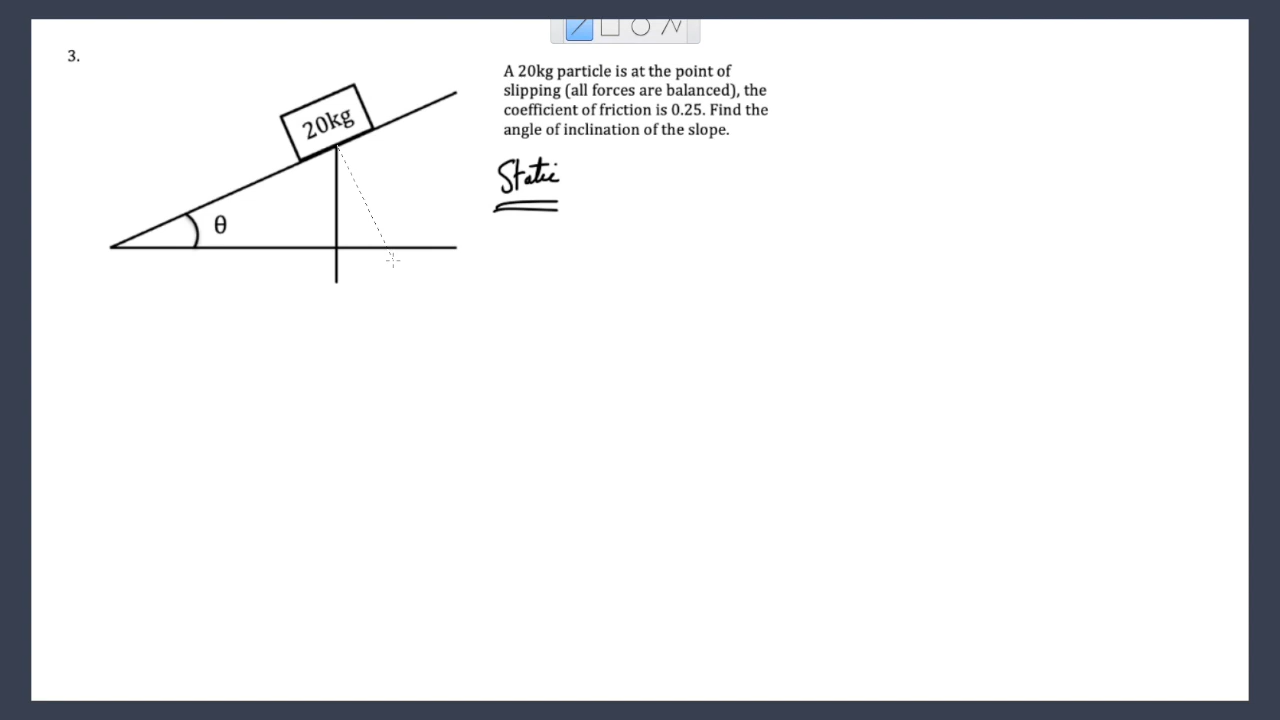 3.
A 20kg particle is at the point of
slipping (all forces are balanced), the
coefficient of friction is 0.25. Find the
angle of inclination of the slope.
20kg
Static
θ